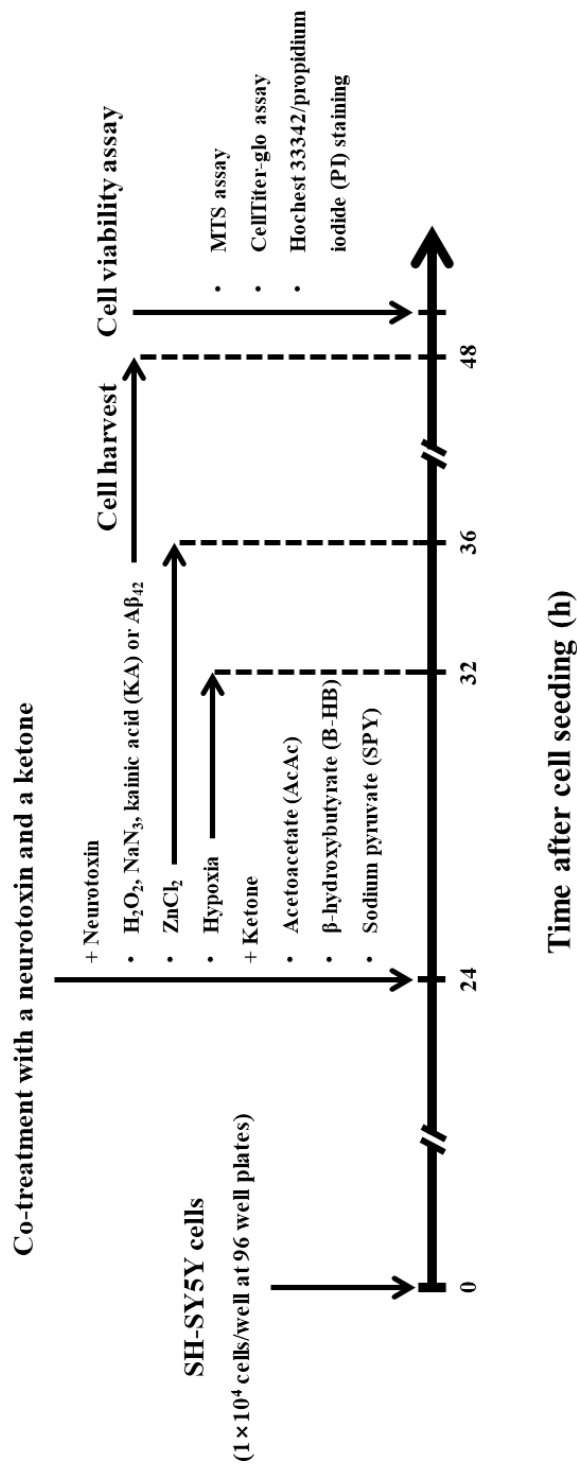 Co-treatment with a neurotoxin and a ketone
SH-SY5Y cells
(1×10⁴ cells/well at 96 well plates)
+ Neurotoxin
• H₂O₂, NaN₃, kainic acid (KA) or Aβ₄₂
• ZnCl₂
• Hypoxia
+ Ketone
• Acetoacetate (AcAc)
• β-hydroxybutyrate (B-HB)
• Sodium pyruvate (SPY)
Cell harvest
Cell viability assay
• MTS assay
• CellTiter-glo assay
• Hochest 33342/propidium
iodide (PI) staining
0
24
32
36
48
Time after cell seeding (h)